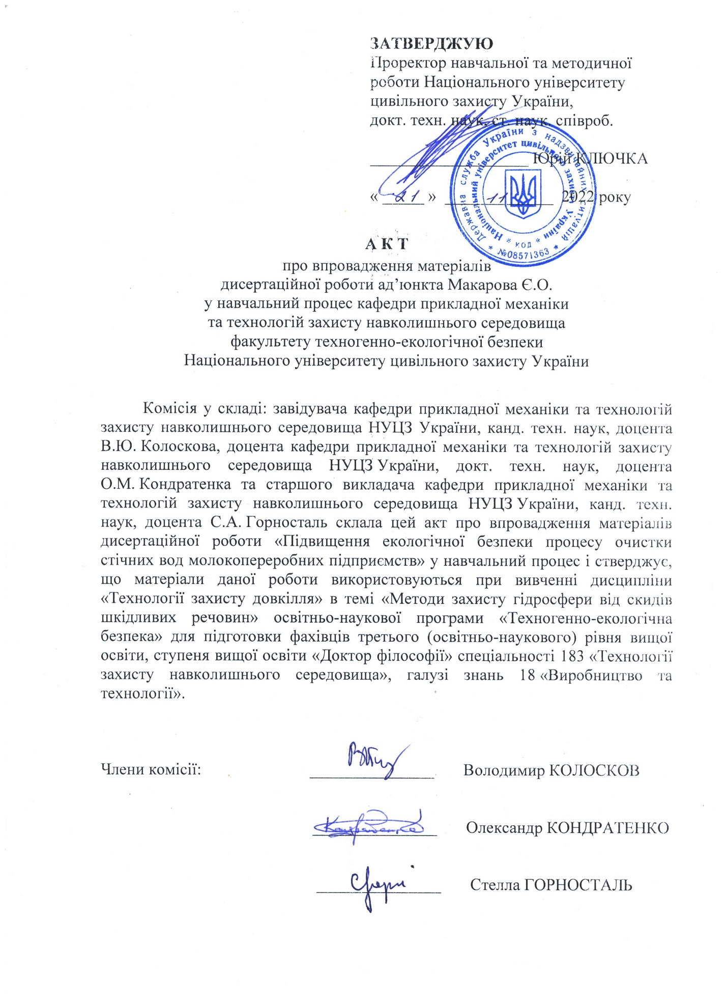 ЗАТВЕРДЖУЮ
Проректор навчальної та методичної
роботи Національного університету
цивільного захисту України,
докт. техн. наук, ст. наук. співроб.
___________________ Юрій КЛЮЧКА
« 21 » 11 2022 року
Державна служба України з надзвичайних ситуацій
* №08571363 *
Національний університет цивільного захисту України
* КОД *
А К Т
про впровадження матеріалів
дисертаційної роботи ад’юнкта Макарова Є.О.
у навчальний процес кафедри прикладної механіки
та технологій захисту навколишнього середовища
факультету техногенно-екологічної безпеки
Національного університету цивільного захисту України
Комісія у складі: завідувача кафедри прикладної механіки та технологій
захисту навколишнього середовища НУЦЗ України, канд. техн. наук, доцента
В.Ю. Колоскова, доцента кафедри прикладної механіки та технологій захисту
навколишнього середовища НУЦЗ України, докт. техн. наук, доцента
О.М. Кондратенка та старшого викладача кафедри прикладної механіки та
технологій захисту навколишнього середовища НУЦЗ України, канд. техн.
наук, доцента С.А. Горносталь склала цей акт про впровадження матеріалів
дисертаційної роботи «Підвищення екологічної безпеки процесу очистки
стічних вод молокопереробних підприємств» у навчальний процес і стверджує,
що матеріали даної роботи використовуються при вивченні дисципліни
«Технології захисту довкілля» в темі «Методи захисту гідросфери від скидів
шкідливих речовин» освітньо-наукової програми «Техногенно-екологічна
безпека» для підготовки фахівців третього (освітньо-наукового) рівня вищої
освіти, ступеня вищої освіти «Доктор філософії» спеціальності 183 «Технології
захисту навколишнього середовища», галузі знань 18 «Виробництво та
технології».
Члени комісії: _______________ Володимир КОЛОСКОВ
_______________ Олександр КОНДРАТЕНКО
_______________ Стелла ГОРНОСТАЛЬ